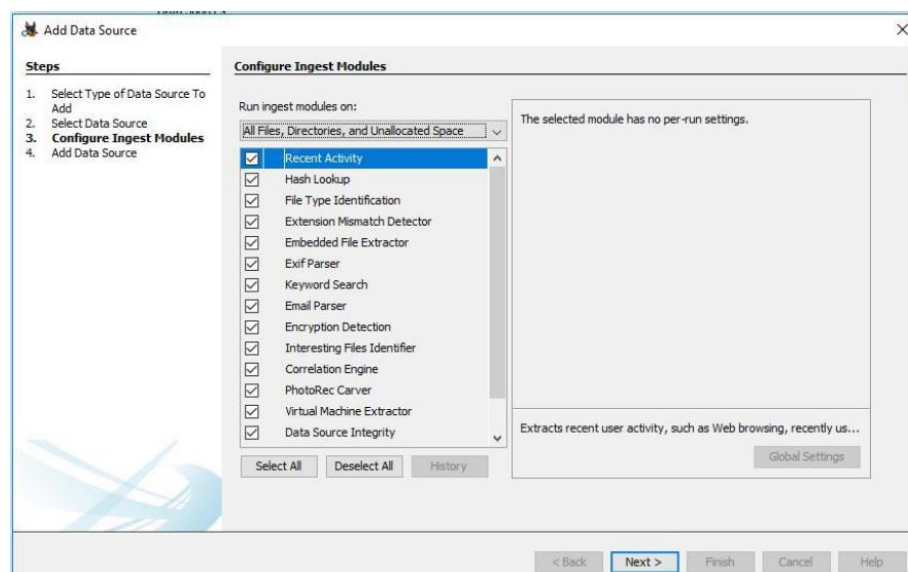 Add Data Source
Steps
1. Select Type of Data Source To
Add
2. Select Data Source
3. Configure Ingest Modules
4. Add Data Source
Configure Ingest Modules
Run ingest modules on:
All Files, Directories, and Unallocated Space
Recent Activity
Hash Lookup
File Type Identification
Extension Mismatch Detector
Embedded File Extractor
Exif Parser
Keyword Search
Email Parser
Encryption Detection
Interesting Files Identifier
Correlation Engine
PhotoRec Carver
Virtual Machine Extractor
Data Source Integrity
Select All Deselect All History
The selected module has no per-run settings.
Extracts recent user activity, such as Web browsing, recently us...
Global Settings
< Back Next > Finish Cancel Help